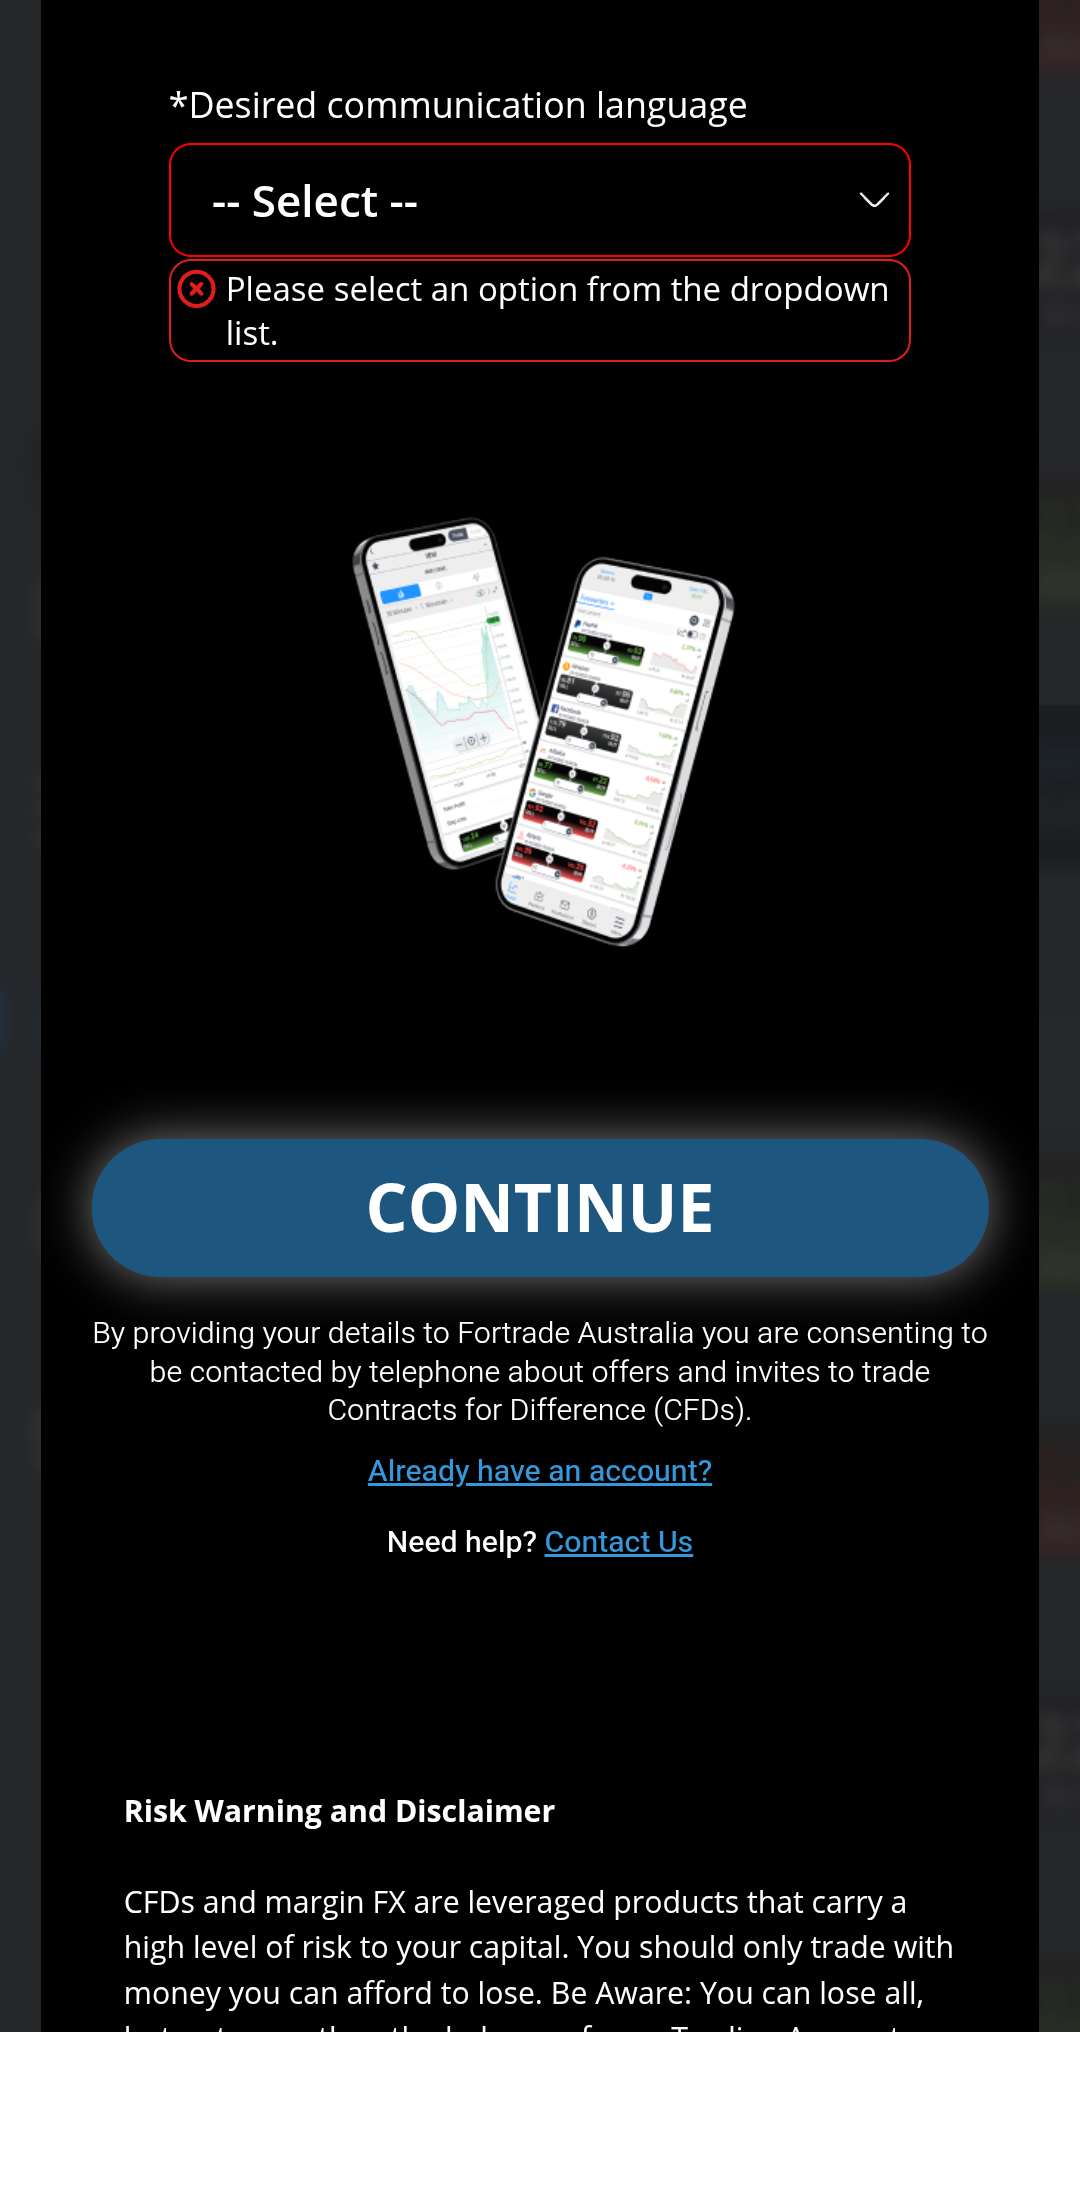 *Desired communication language
-- Select --
Please select an option from the dropdown
list.
CONTINUE
By providing your details to Fortrade Australia you are consenting to
be contacted by telephone about offers and invites to trade
Contracts for Difference (CFDs).
Already have an account?
Need help? Contact Us
Risk Warning and Disclaimer
CFDs and margin FX are leveraged products that carry a
high level of risk to your capital. You should only trade with
money you can afford to lose. Be Aware: You can lose all,